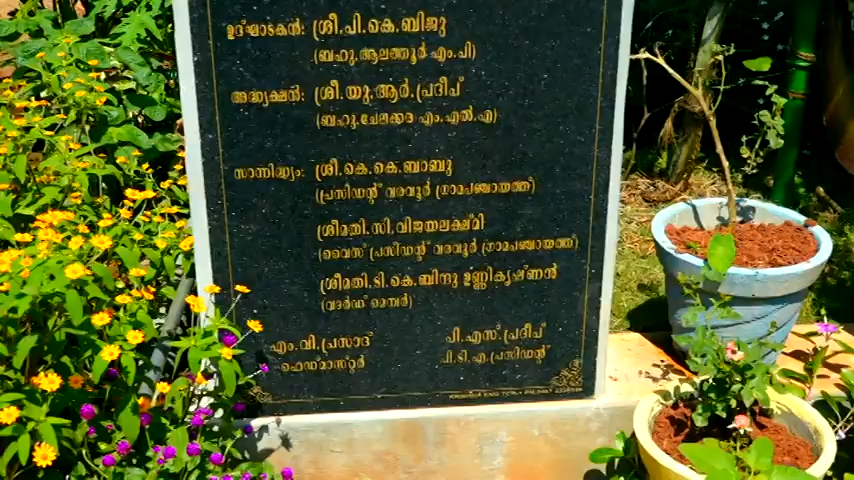 ഉദ്ഘാടകൻ: ശ്രീ.പി.കെ.ബിജു
(ബഹു.ആലത്തൂർ എം.പി)
അദ്ധ്യക്ഷൻ: ശ്രീ.യു.ആർ.പ്രദീപ്
(ബഹു.ചേലക്കര എം.എൽ.എ)
സാന്നിദ്ധ്യം: ശ്രീ.കെ.കെ.ബാബു
(പ്രസിഡന്റ് വരവൂർ ഗ്രാമപഞ്ചായത്ത്)
ശ്രീമതി.സി.വിജയലക്ഷ്മി
(വൈസ് പ്രസിഡന്റ് വരവൂർ ഗ്രാമപഞ്ചായത്ത്)
ശ്രീമതി.ടി.കെ.ബിന്ദു ഉണ്ണികൃഷ്ണൻ
(വാർഡ് മെമ്പർ)
എം.വി.പ്രസാദ് പി.എസ്.പ്രദീപ്
(ഹെഡ്മാസ്റ്റർ) (പി.ടി.എ.പ്രസിഡന്റ്)